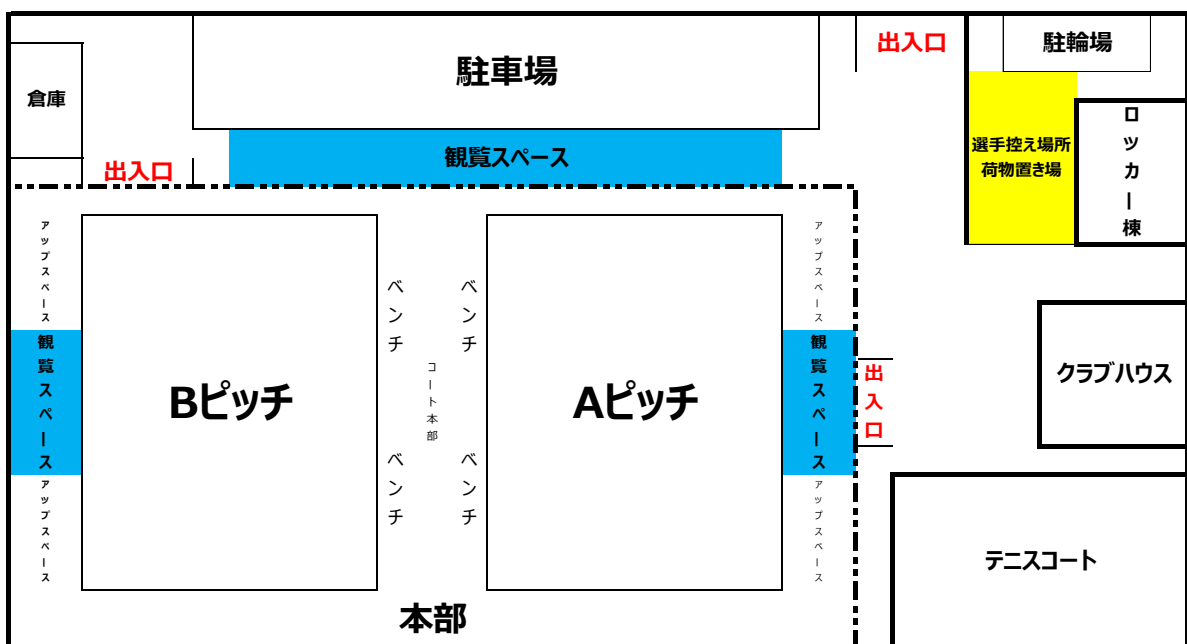 出入口
駐輪場
駐車場
倉庫
選手控え場所
荷物置き場
ロッカー棟
観覧スペース
出入口
アップスペース
観覧スペース
アップスペース
Bピッチ
ベンチ
ベンチ
コート本部
ベンチ
ベンチ
Aピッチ
アップスペース
観覧スペース
アップスペース
出入口
クラブハウス
テニスコート
本部